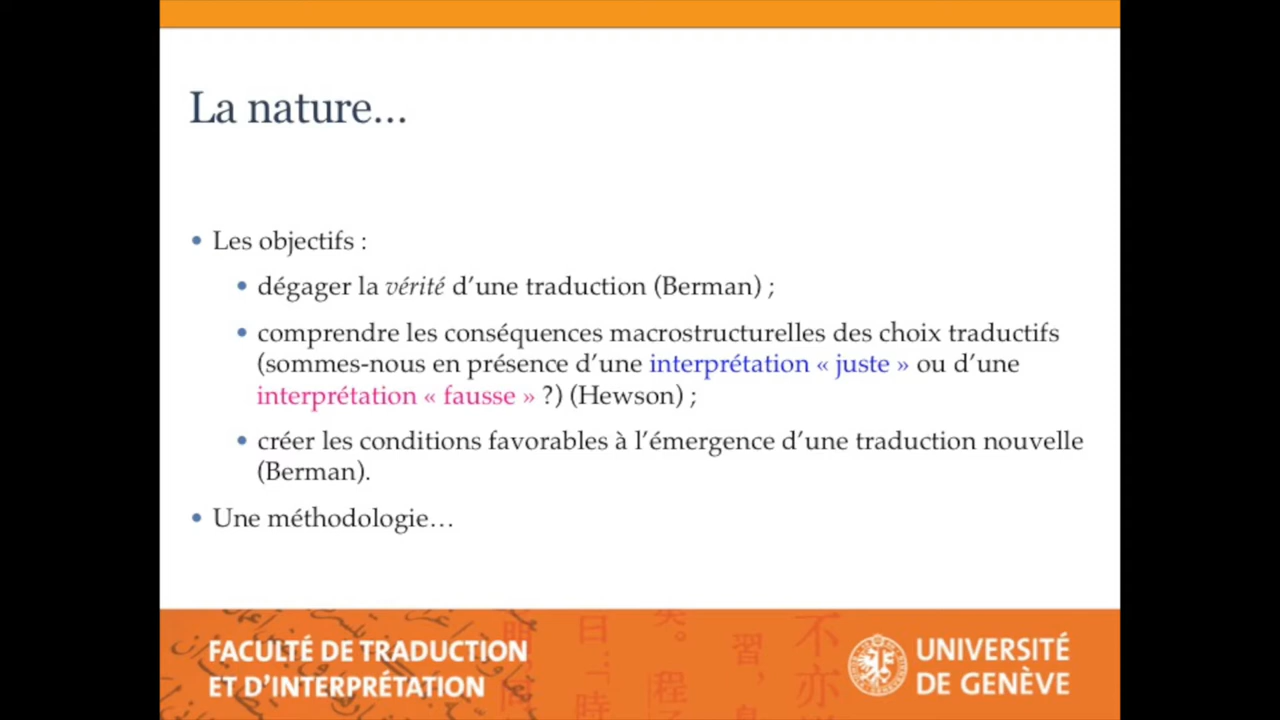 La nature…
• Les objectifs :
• dégager la vérité d’une traduction (Berman) ;
• comprendre les conséquences macrostructurelles des choix traductifs
(sommes-nous en présence d’une interprétation « juste » ou d’une
interprétation « fausse » ?) (Hewson) ;
• créer les conditions favorables à l’émergence d’une traduction nouvelle
(Berman).
• Une méthodologie…
FACULTÉ DE TRADUCTION
ET D’INTERPRÉTATION
UNIVERSITÉ
DE GENÈVE